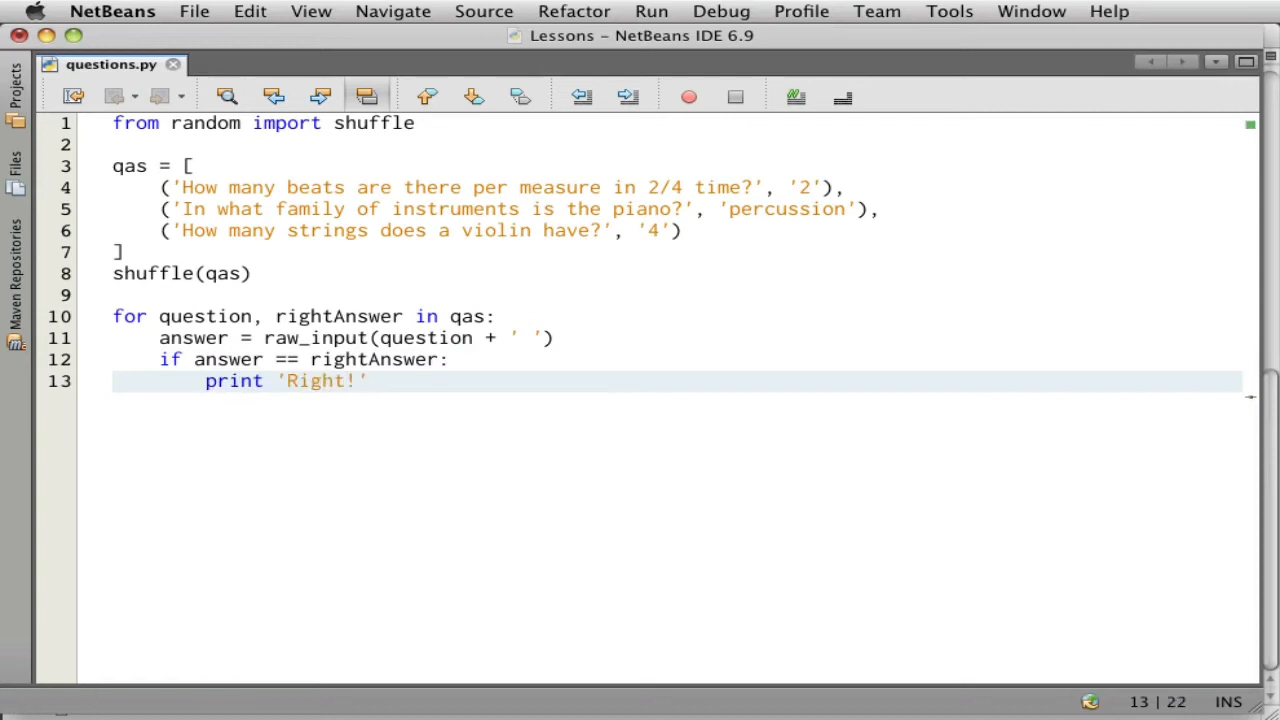 NetBeans File Edit View Navigate Source Refactor Run Debug Profile Team Tools Window Help
Lessons – NetBeans IDE 6.9
questions.py
Projects
Files
Maven Repositories
1 from random import shuffle
2
3 qas = [
4     ('How many beats are there per measure in 2/4 time?', '2'),
5     ('In what family of instruments is the piano?', 'percussion'),
6     ('How many strings does a violin have?', '4')
7 ]
8 shuffle(qas)
9
10 for question, rightAnswer in qas:
11     answer = raw_input(question + ' ')
12     if answer == rightAnswer:
13         print 'Right!'
13 | 22 INS